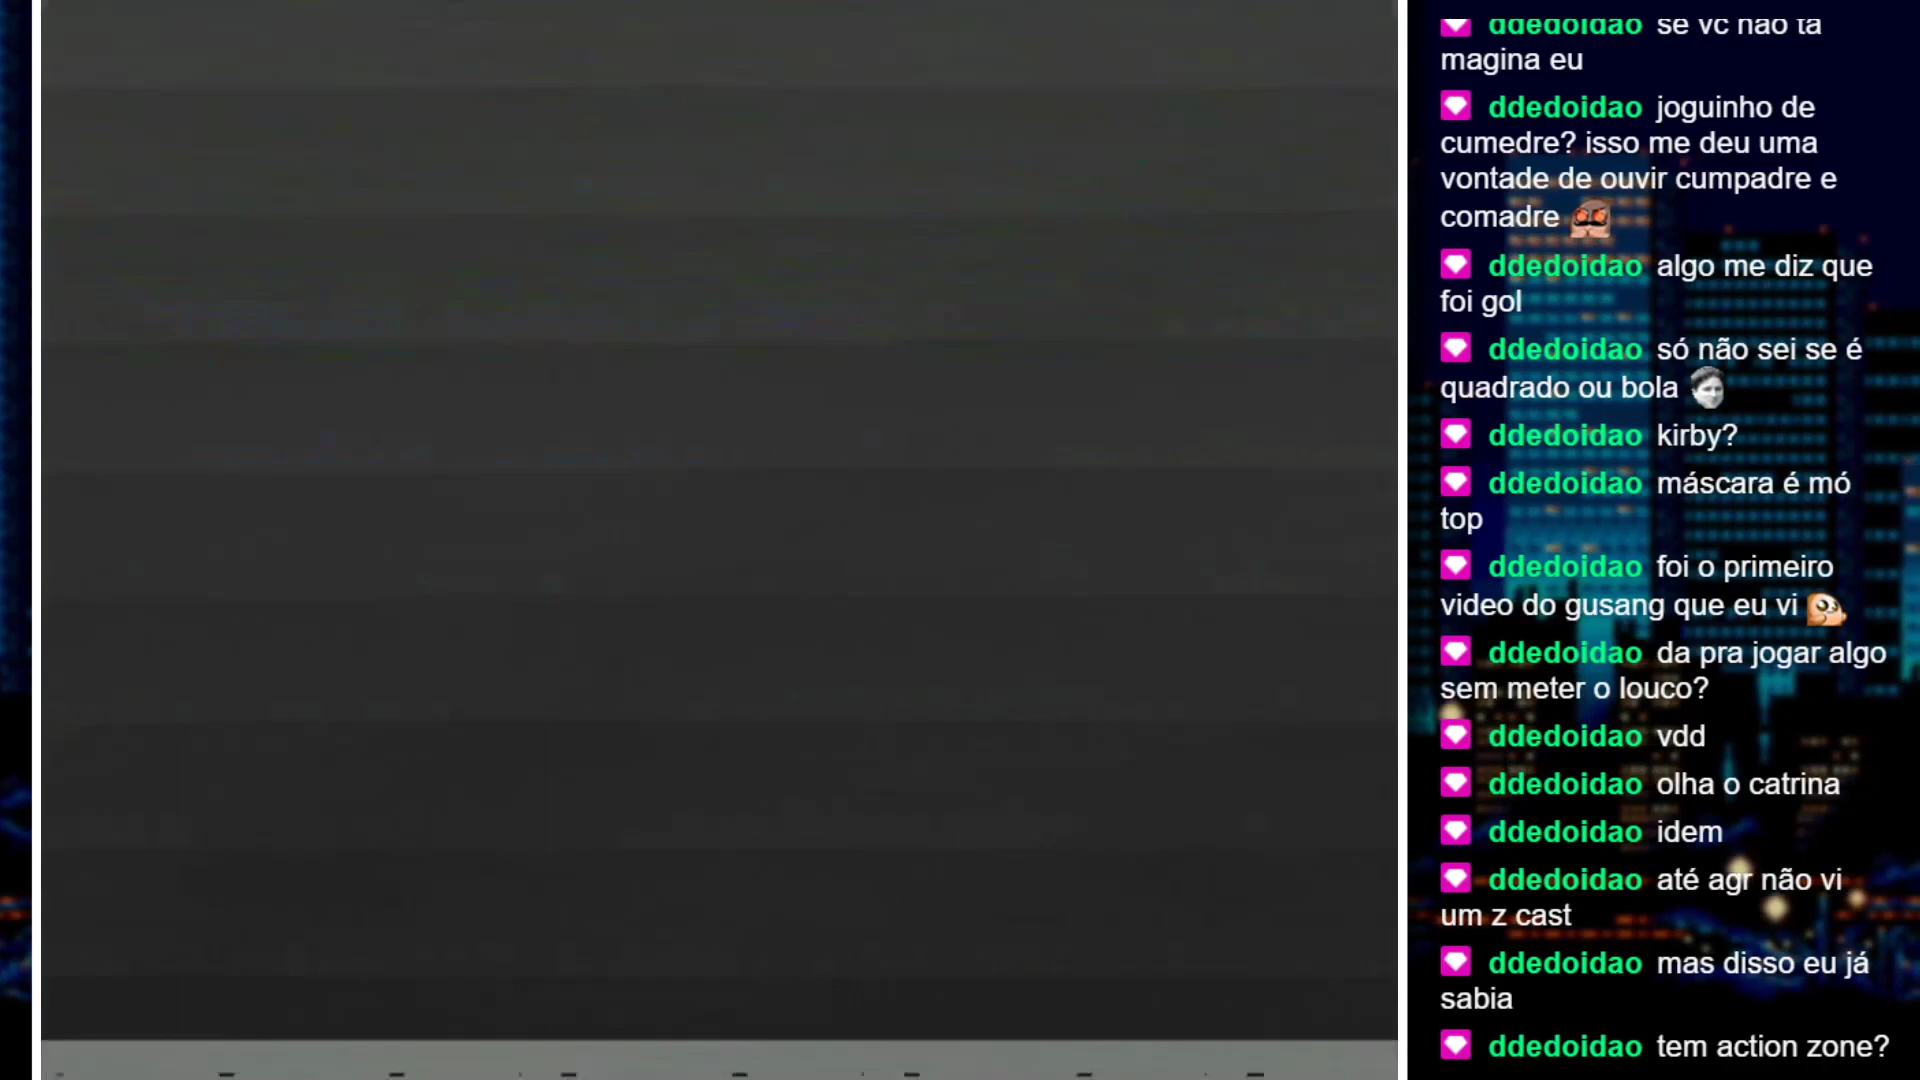 ddedoidao se vc não tá
magina eu
ddedoidao joguinho de
cumedre? isso me deu uma
vontade de ouvir cumpadre e
comadre
ddedoidao algo me diz que
foi gol
ddedoidao só não sei se é
quadrado ou bola
ddedoidao kirby?
ddedoidao máscara é mó
top
ddedoidao foi o primeiro
video do gusang que eu vi
ddedoidao da pra jogar algo
sem meter o louco?
ddedoidao vdd
ddedoidao olha o catrina
ddedoidao idem
ddedoidao até agr não vi
um z cast
ddedoidao mas disso eu já
sabia
ddedoidao tem action zone?